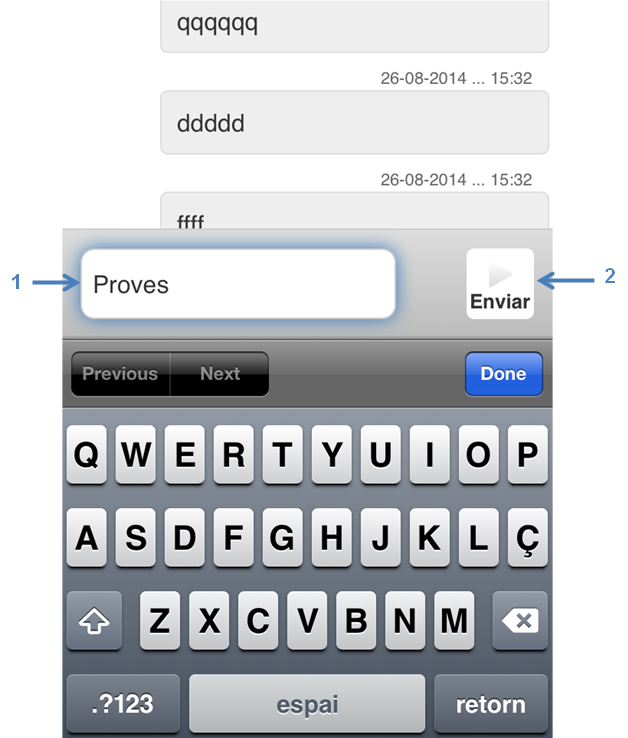 qqqqqq
26-08-2014 ... 15:32
ddddd
26-08-2014 ... 15:32
ffff
1 Proves 2
Enviar
Previous Next Done
Q W E R T Y U I O P
A S D F G H J K L Ç
Z X C V B N M
.?123 espai retorn